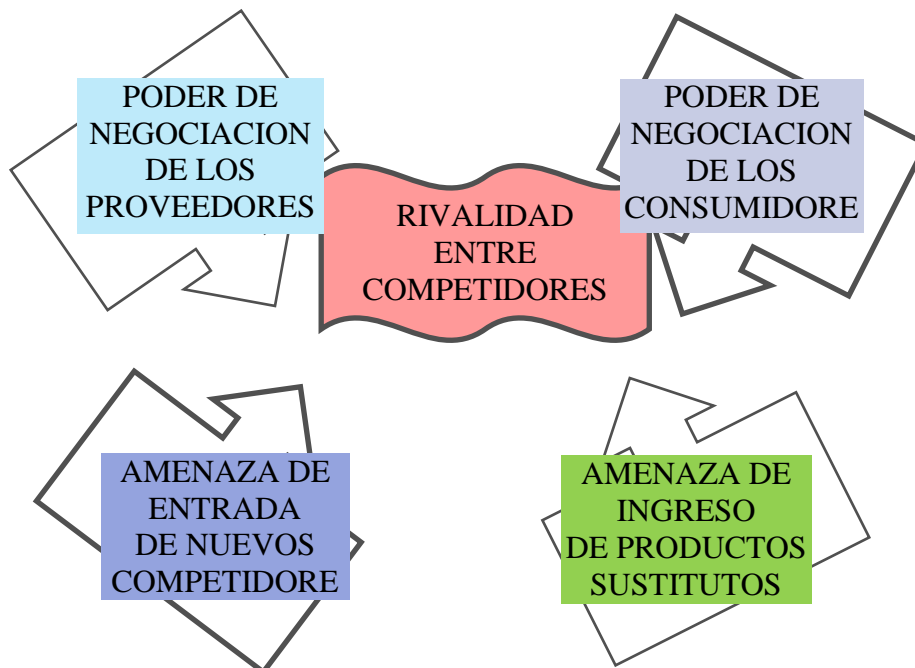 PODER DE
NEGOCIACION
DE LOS
PROVEEDORES
PODER DE
NEGOCIACION
DE LOS
CONSUMIDORE
RIVALIDAD
ENTRE
COMPETIDORES
AMENAZA DE
ENTRADA
DE NUEVOS
COMPETIDORE
AMENAZA DE
INGRESO
DE PRODUCTOS
SUSTITUTOS